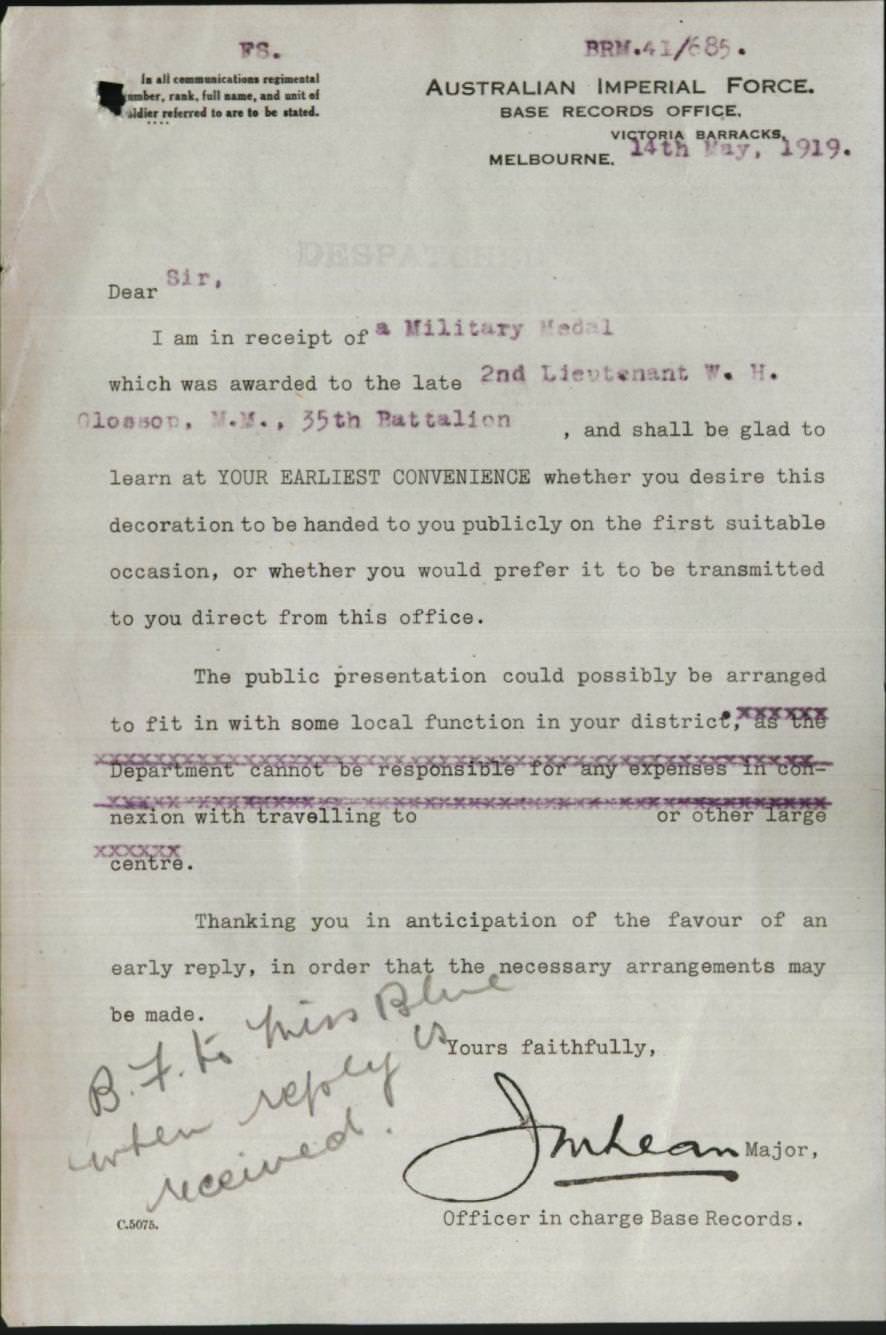 FS.
BRM.41/685.
In all communications regimental
number, rank, full name, and unit of
soldier referred to are to be stated.
AUSTRALIAN IMPERIAL FORCE.
BASE RECORDS OFFICE,
VICTORIA BARRACKS,
MELBOURNE. 14th May, 1919.
DESPATCHED
Dear Sir,
I am in receipt of a Military Medal
which was awarded to the late 2nd Lieutenant W. H.
Glossop, M.M., 35th Battalion , and shall be glad to
learn at YOUR EARLIEST CONVENIENCE whether you desire this
decoration to be handed to you publicly on the first suitable
occasion, or whether you would prefer it to be transmitted
to you direct from this office.
The public presentation could possibly be arranged
to fit in with some local function in your district, as the
Department cannot be responsible for any expenses in con-
nexion with travelling to or other large
centre.
Thanking you in anticipation of the favour of an
early reply, in order that the necessary arrangements may
be made.
B.F. to Miss Blue
when reply is
received.
Yours faithfully,
JMLean Major,
Officer in charge Base Records.
C.5075.